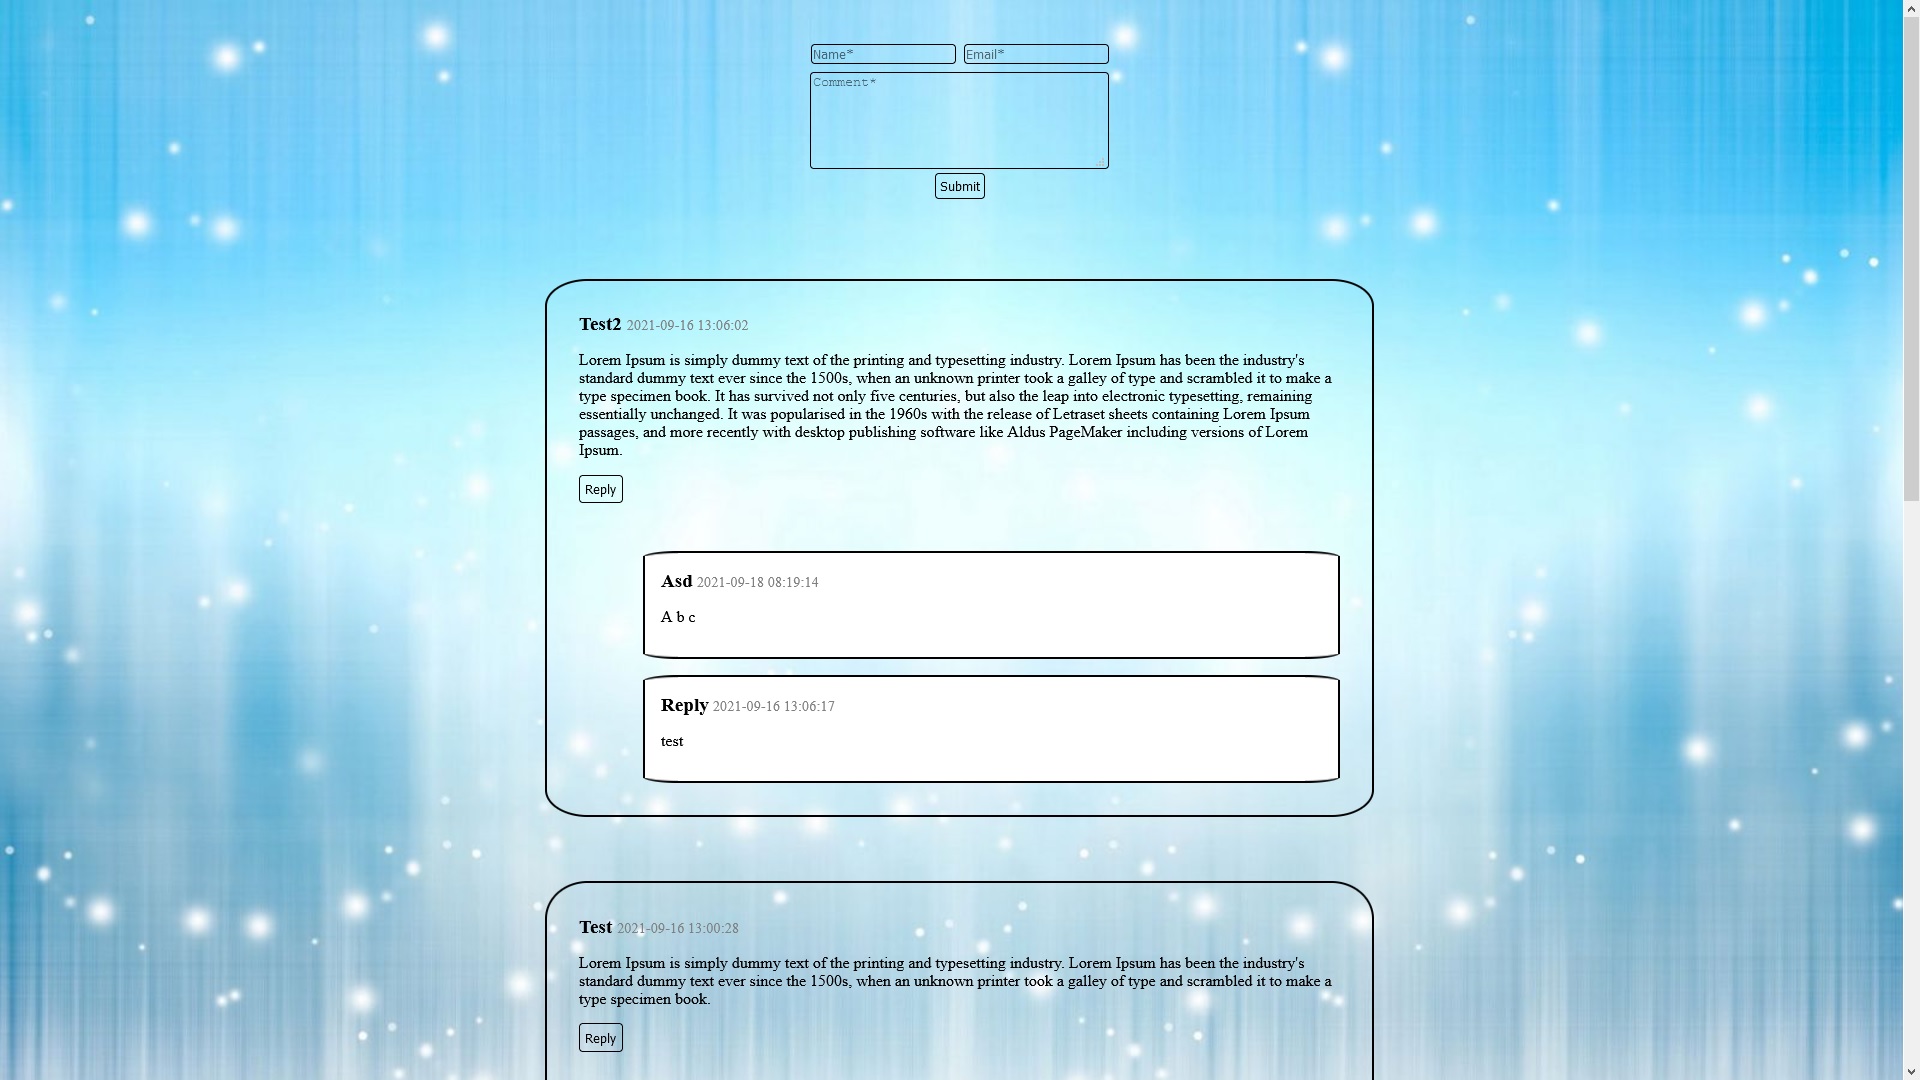 Name* Email*
Comment*
Submit
Test2 2021-09-16 13:06:02
Lorem Ipsum is simply dummy text of the printing and typesetting industry. Lorem Ipsum has been the industry's
standard dummy text ever since the 1500s, when an unknown printer took a galley of type and scrambled it to make a
type specimen book. It has survived not only five centuries, but also the leap into electronic typesetting, remaining
essentially unchanged. It was popularised in the 1960s with the release of Letraset sheets containing Lorem Ipsum
passages, and more recently with desktop publishing software like Aldus PageMaker including versions of Lorem
Ipsum.
Reply
Asd 2021-09-18 08:19:14
A b c
Reply 2021-09-16 13:06:17
test
Test 2021-09-16 13:00:28
Lorem Ipsum is simply dummy text of the printing and typesetting industry. Lorem Ipsum has been the industry's
standard dummy text ever since the 1500s, when an unknown printer took a galley of type and scrambled it to make a
type specimen book.
Reply